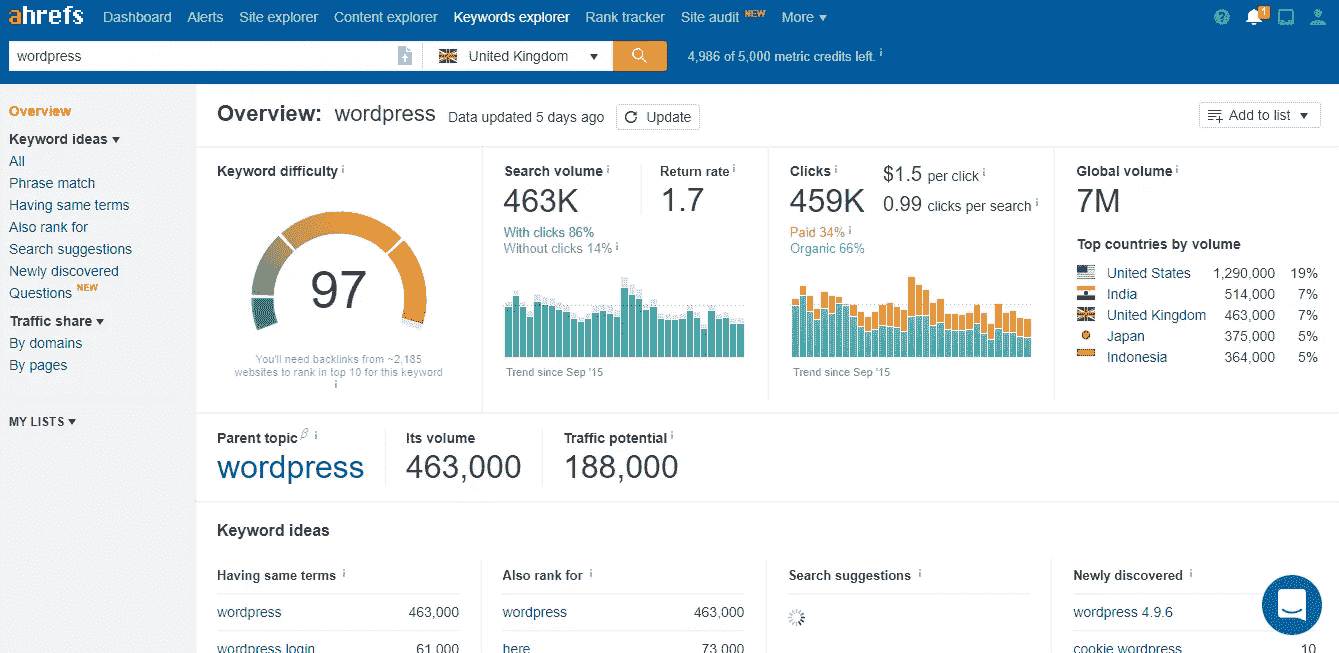 ahrefs Dashboard Alerts Site explorer Content explorer Keywords explorer Rank tracker Site audit NEW More 1
wordpress United Kingdom 4,986 of 5,000 metric credits left. i
Overview
Keyword ideas
All
Phrase match
Having same terms
Also rank for
Search suggestions
Newly discovered
Questions NEW
Traffic share
By domains
By pages
MY LISTS
Overview: wordpress Data updated 5 days ago Update Add to list
Keyword difficulty i
97
You'll need backlinks from ~2,185
websites to rank in top 10 for this keyword
i
Search volume i
463K
With clicks 86%
Without clicks 14% i
Return rate i
1.7
Trend since Sep '15
Clicks i
459K
$1.5 per click i
0.99 clicks per search i
Paid 34% i
Organic 66%
Trend since Sep '15
Global volume i
7M
Top countries by volume
United States 1,290,000 19%
India 514,000 7%
United Kingdom 463,000 7%
Japan 375,000 5%
Indonesia 364,000 5%
Parent topic β i
wordpress
Its volume
463,000
Traffic potential i
188,000
Keyword ideas
Having same terms i
wordpress 463,000
wordpress login 61,000
Also rank for i
wordpress 463,000
here 73,000
Search suggestions i
Newly discovered i
wordpress 4.9.6
cookie wordpress 10